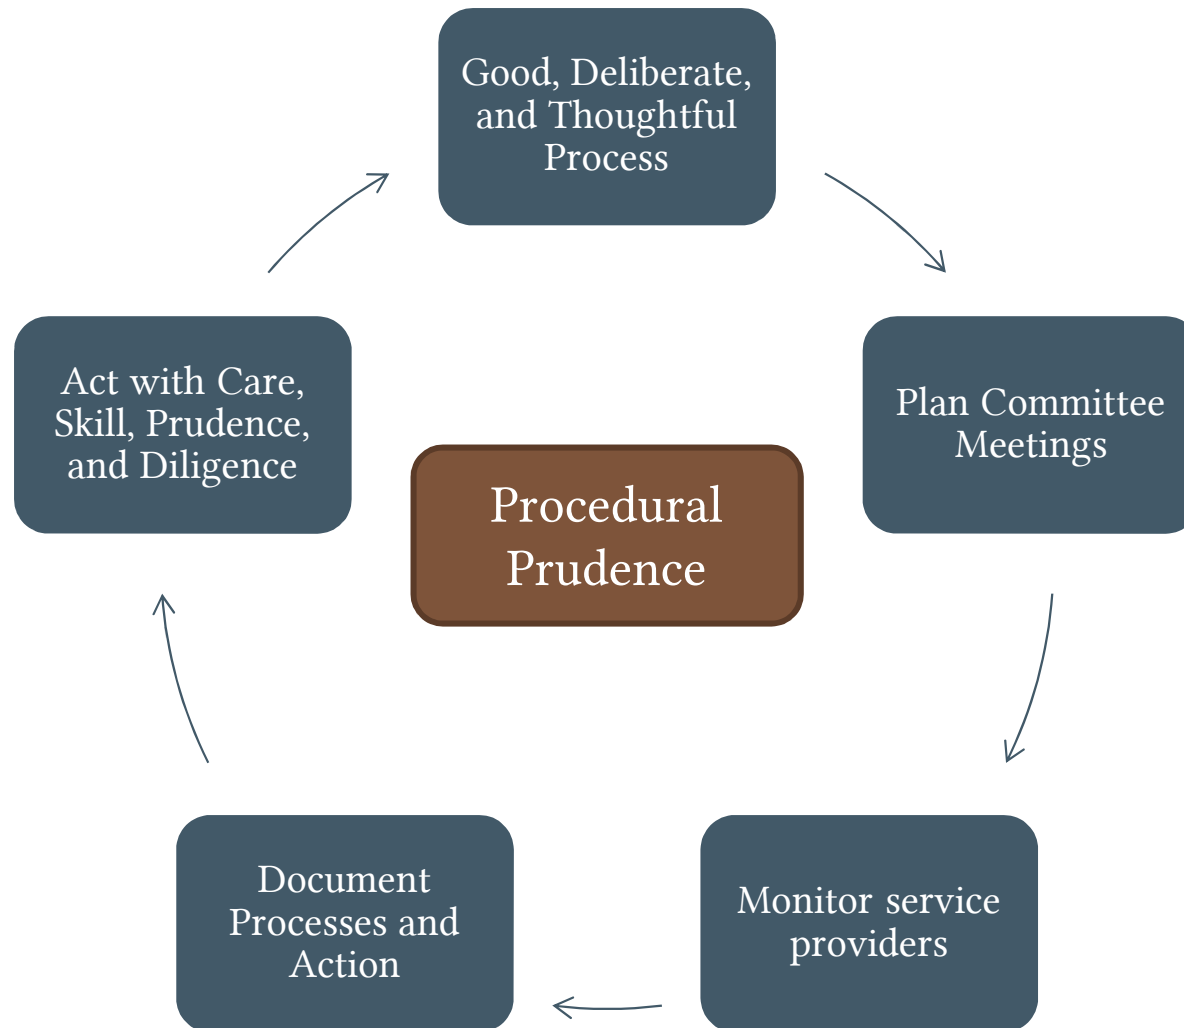 Good, Deliberate,
and Thoughtful
Process
Plan Committee
Meetings
Monitor service
providers
Document
Processes and
Action
Act with Care,
Skill, Prudence,
and Diligence
Procedural
Prudence